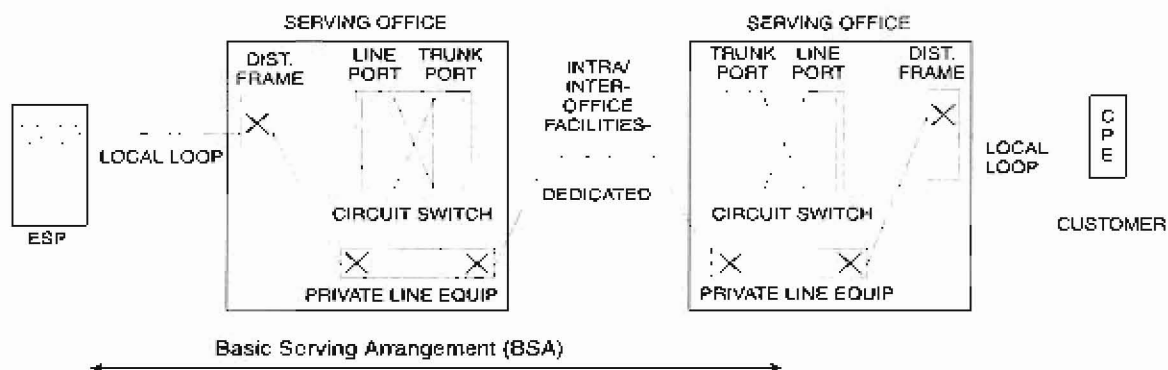 SERVING OFFICE
SERVING OFFICE
DIST.
FRAME
LINE
PORT
TRUNK
PORT
INTRA/
INTER-
OFFICE
FACILITIES-
DEDICATED
TRUNK
PORT
LINE
PORT
DIST.
FRAME
LOCAL LOOP
LOCAL
LOOP
CPE
ESP
CIRCUIT SWITCH
CIRCUIT SWITCH
CUSTOMER
PRIVATE LINE EQUIP
PRIVATE LINE EQUIP
Basic Serving Arrangement (BSA)